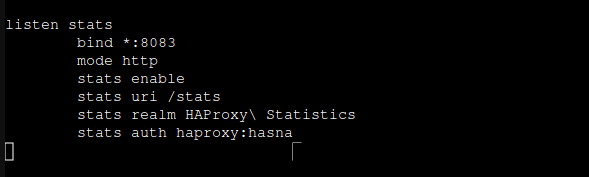 listen stats
bind *:8083
mode http
stats enable
stats uri /stats
stats realm HAProxy\ Statistics
stats auth haproxy:hasna